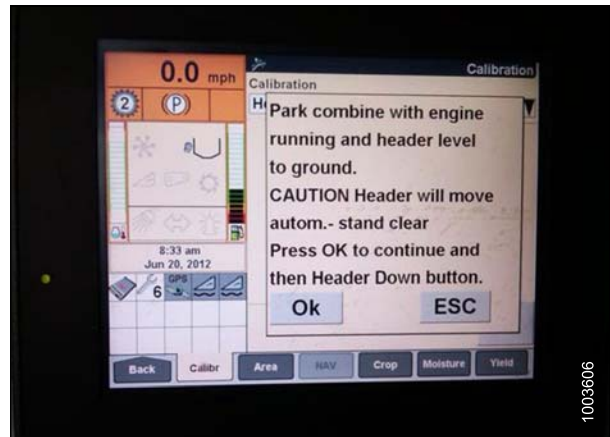 0.0 mph
Calibration
2
P
Calibration
He
Park combine with engine
running and header level
to ground.
CAUTION Header will move
autom.- stand clear
Press OK to continue and
then Header Down button.
Ok
ESC
8:33 am
Jun 20, 2012
6
GPS
Back
Calibr
Area
NAV
Crop
Moisture
Yield
1003606